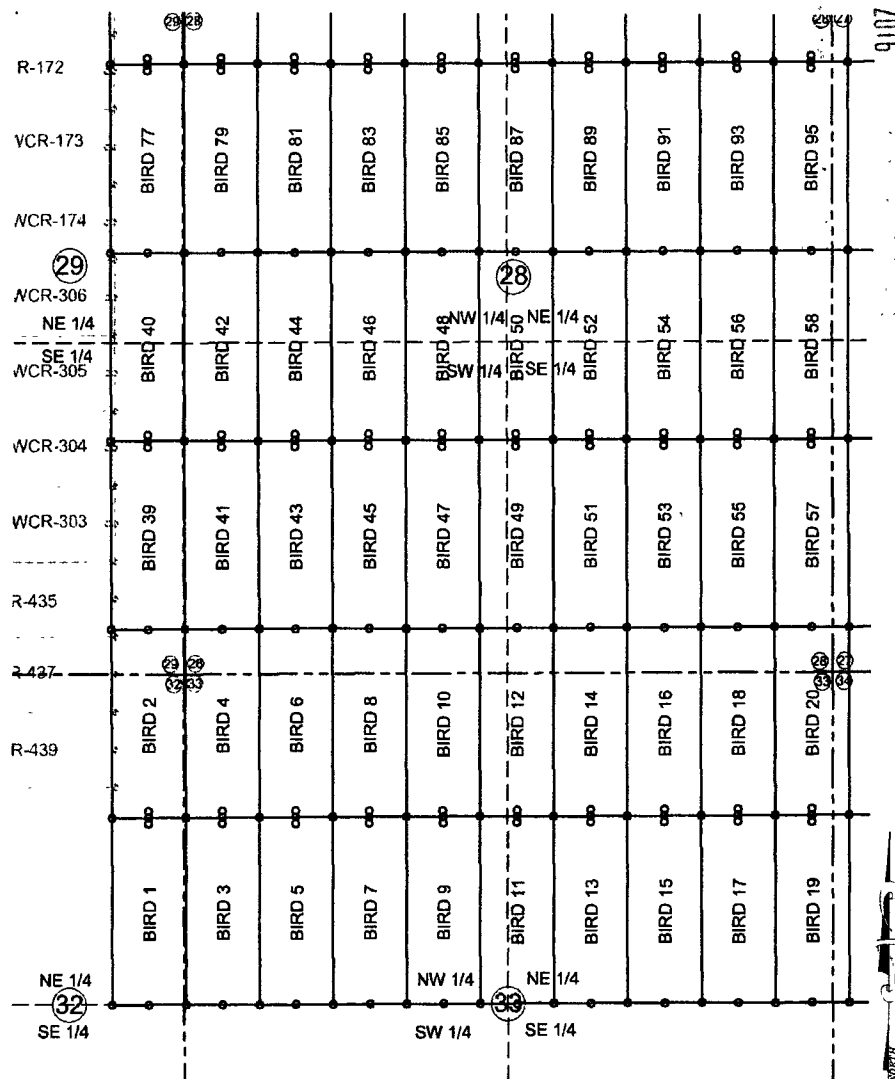 29 28
R-172
BIRD 77 BIRD 79 BIRD 81 BIRD 83 BIRD 85 BIRD 87 BIRD 89 BIRD 91 BIRD 93 BIRD 95
VCR-173
WCR-174
29 28
WCR-306
NE 1/4 NW 1/4 NE 1/4
BIRD 40 BIRD 42 BIRD 44 BIRD 46 BIRD 48 BIRD 50 BIRD 52 BIRD 54 BIRD 56 BIRD 58
SE 1/4 SW 1/4 SE 1/4
WCR-305
WCR-304
WCR-303
BIRD 39 BIRD 41 BIRD 43 BIRD 45 BIRD 47 BIRD 49 BIRD 51 BIRD 53 BIRD 55 BIRD 57
R-435
29 28 28 27
R-437
32 33 33 34
BIRD 2 BIRD 4 BIRD 6 BIRD 8 BIRD 10 BIRD 12 BIRD 14 BIRD 16 BIRD 18 BIRD 20
R-439
BIRD 1 BIRD 3 BIRD 5 BIRD 7 BIRD 9 BIRD 11 BIRD 13 BIRD 15 BIRD 17 BIRD 19
NE 1/4 NW 1/4 NE 1/4
32 33
SE 1/4 SW 1/4 SE 1/4